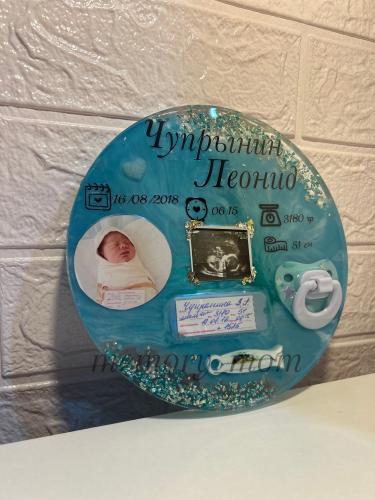 Чупрынин
Леонид
16/08/2018
06:15
3180 гр
51 см
memory mom